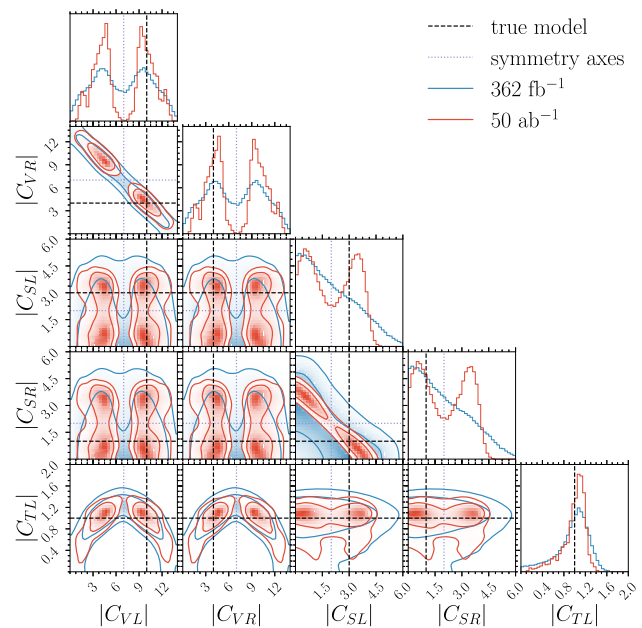 true model
symmetry axes
362 fb⁻¹
50 ab⁻¹
|C_{VR}|
12
9
6
3
|C_{SL}|
6.0
4.5
3.0
1.5
|C_{SR}|
6.0
4.5
3.0
1.5
|C_{TL}|
2.0
1.6
1.2
0.8
0.4
3 6 9 12
3 6 9 12
1.5 3.0 4.5 6.0
1.5 3.0 4.5 6.0
0.4 0.8 1.2 1.6 2.0
|C_{VL}| |C_{VR}| |C_{SL}| |C_{SR}| |C_{TL}|